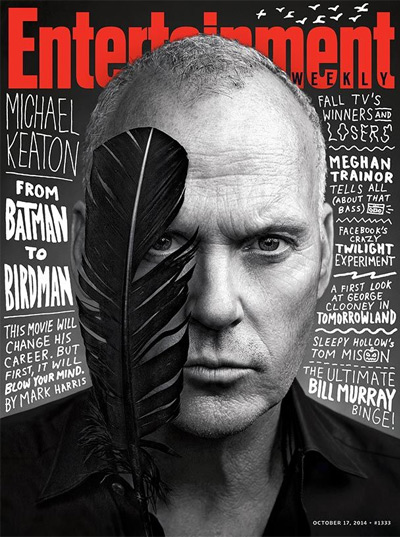 Entertainment
WEEKLY
MICHAEL
KEATON
FROM
BATMAN
TO
BIRDMAN
THIS MOVIE WILL
CHANGE HIS
CAREER. BUT
FIRST, IT WILL
BLOW YOUR MIND.
BY MARK HARRIS
FALL TV'S
WINNERS AND
LOSERS
MEGHAN
TRAINOR
TELLS ALL
(ABOUT THAT
BASS)
FACEBOOK'S
CRAZY
TWILIGHT
EXPERIMENT
A FIRST LOOK
AT GEORGE
CLOONEY IN
TOMORROWLAND
SLEEPY HOLLOW'S
TOM MISON
THE ULTIMATE
BILL MURRAY
BINGE!
OCTOBER 17, 2014 • #1333